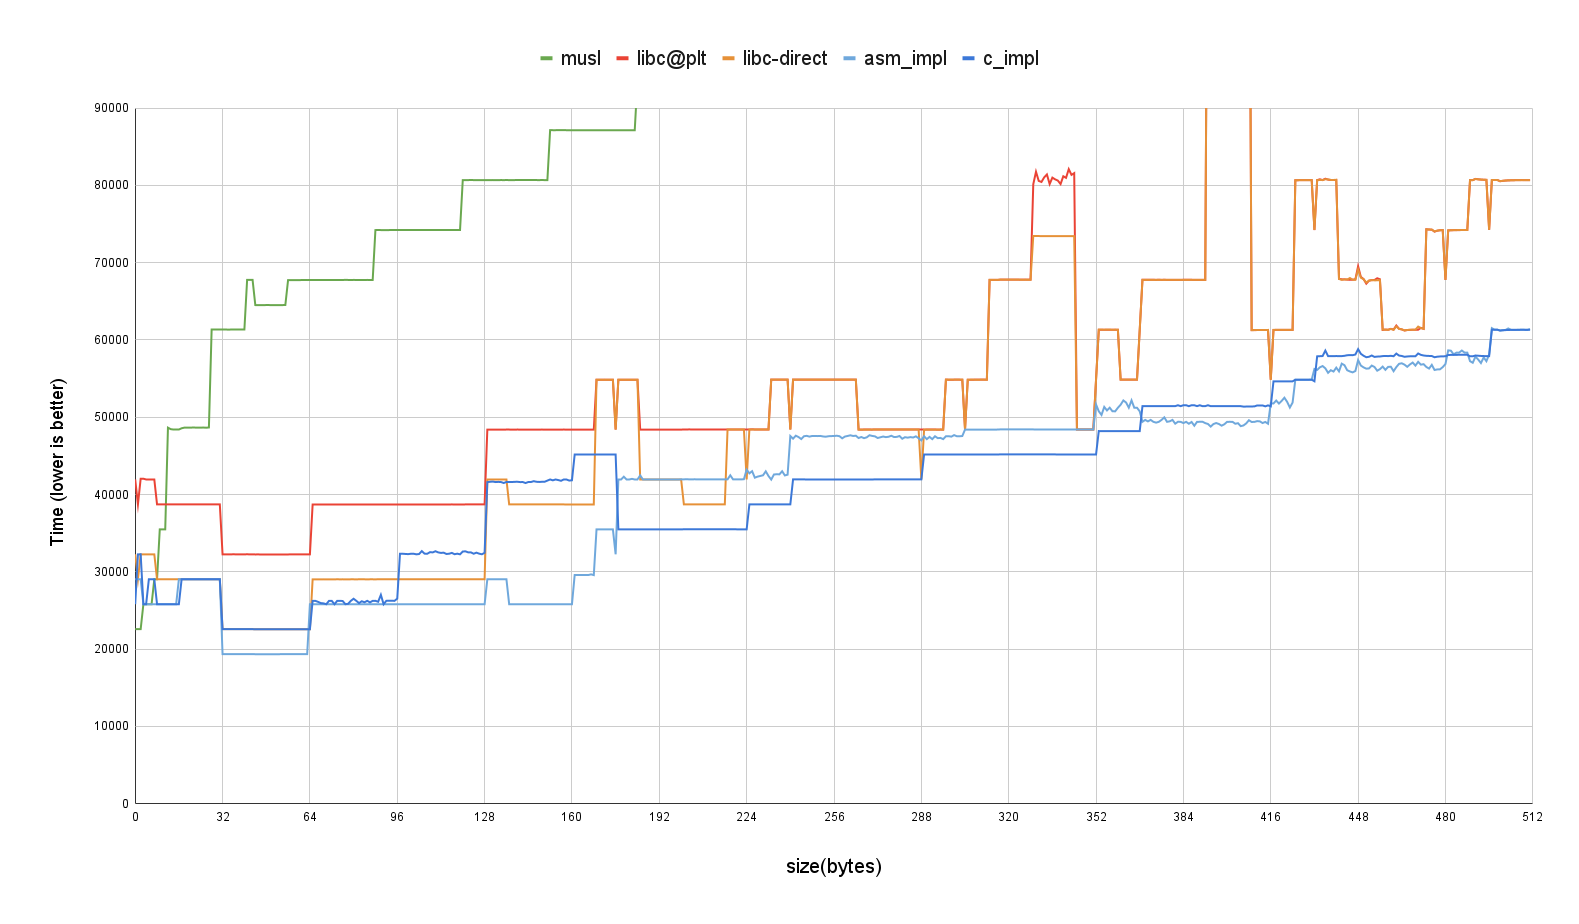 musl libc@plt libc-direct asm_impl c_impl
90000
80000
70000
60000
50000
40000
30000
20000
10000
0
Time (lower is better)
0 32 64 96 128 160 192 224 256 288 320 352 384 416 448 480 512
size(bytes)